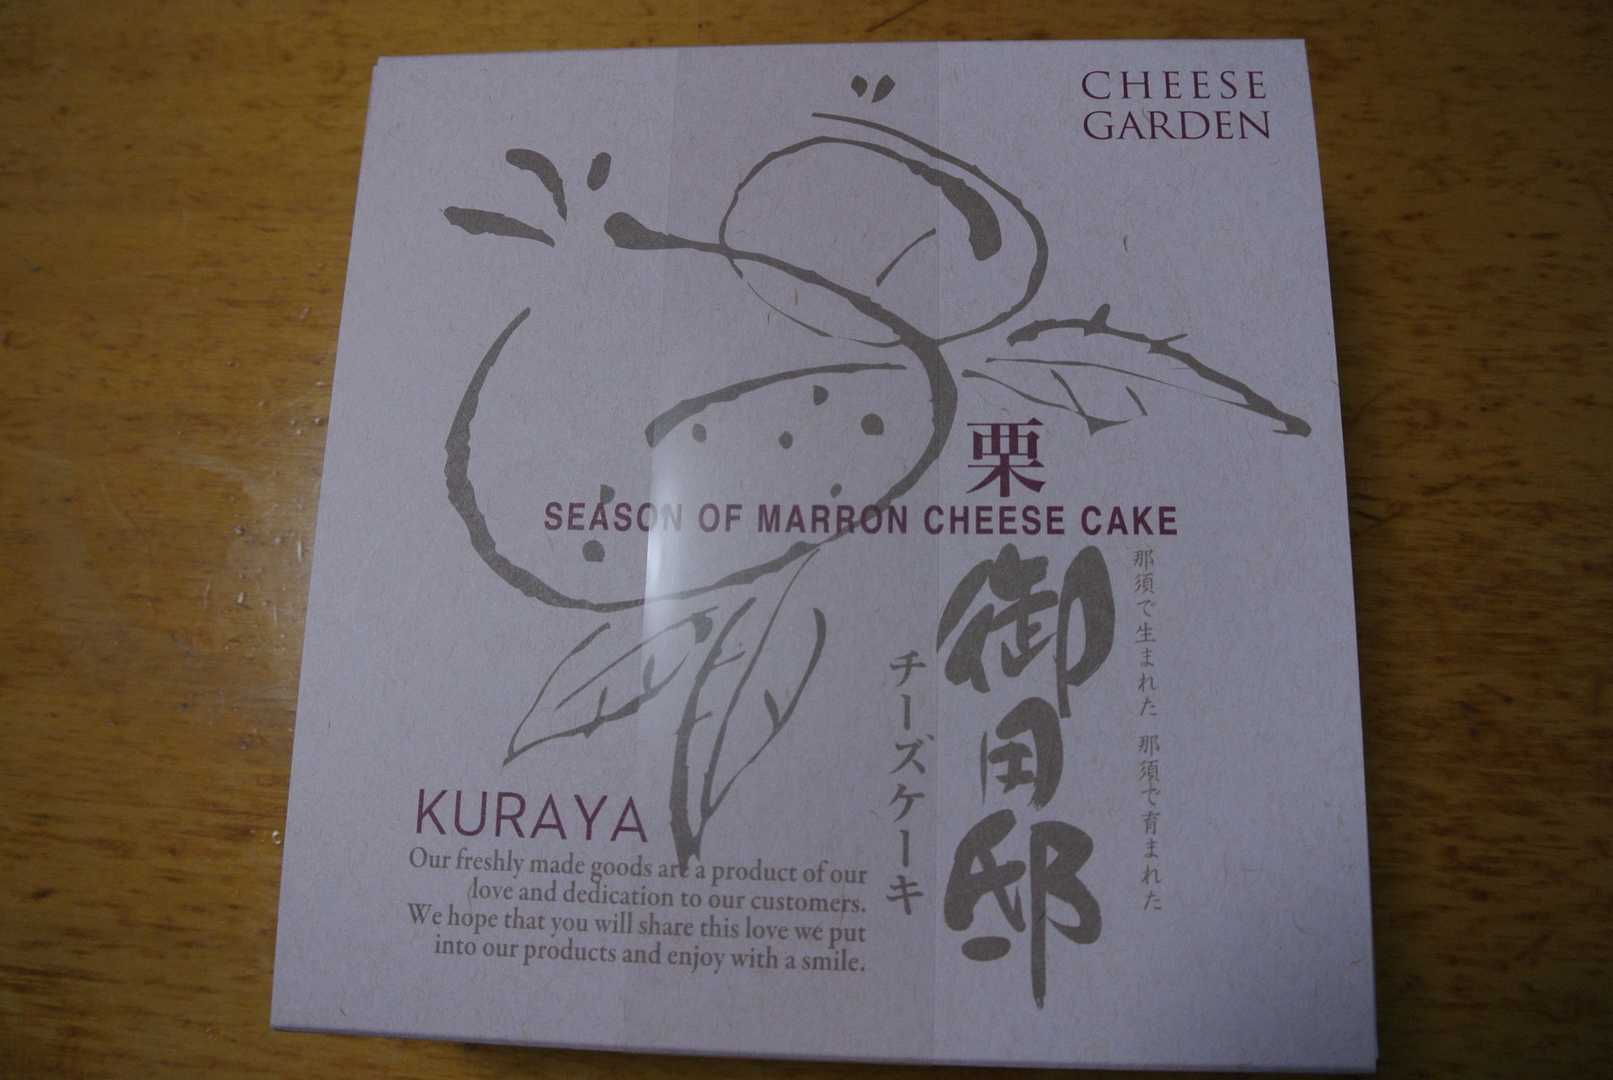 CHEESE
GARDEN
栗
SEASON OF MARRON CHEESE CAKE
那須で生まれた 那須で育まれた
御用邸
チーズケーキ
KURAYA
Our freshly made goods are a product of our
love and dedication to our customers.
We hope that you will share this love we put
into our products and enjoy with a smile.